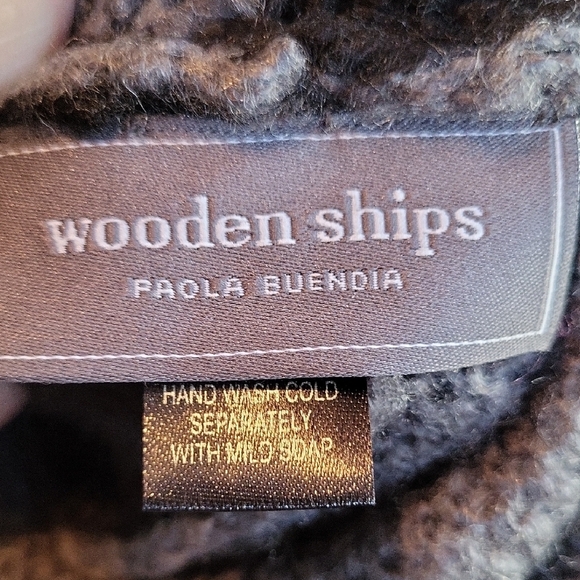 wooden ships
PAOLA BUENDIA
HAND WASH COLD
SEPARATELY
WITH MILD SOAP